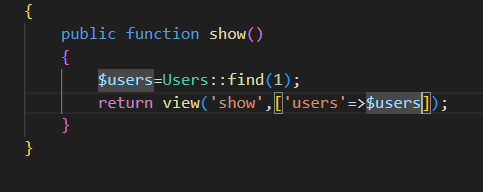 {
public function show()
{
$users=Users::find(1);
return view('show',['users'=>$users]);
}
}